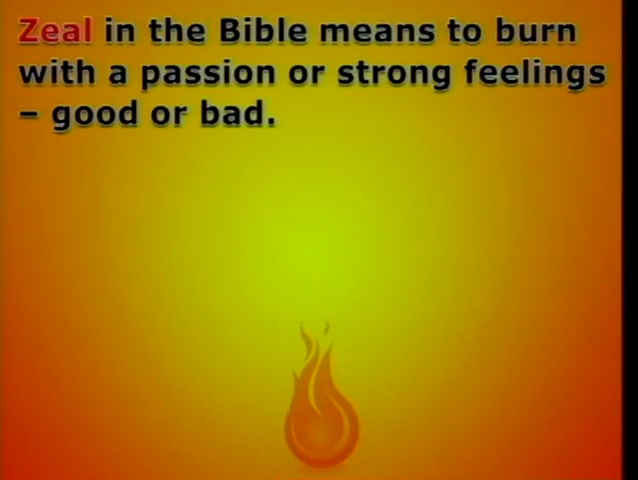 Zeal in the Bible means to burn
with a passion or strong feelings
– good or bad.